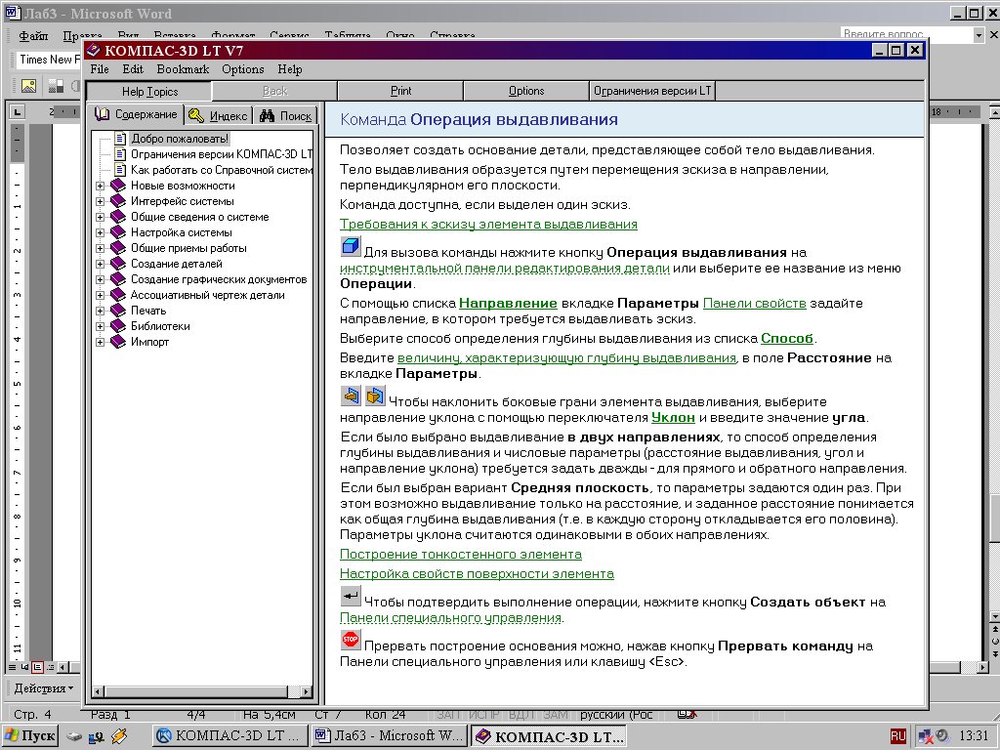 Лаб3 - Microsoft Word
Файл Правка Вид Вставка Формат Сервис Таблица Окно Справка
Введите вопрос
Times New
КОМПАС-3D LT V7
File Edit Bookmark Options Help
Help Topics Back Print Options Ограничения версии LT
Содержание Индекс Поиск
Добро пожаловать!
Ограничения версии КОМПАС-3D LT
Как работать со Справочной систем
Новые возможности
Интерфейс системы
Общие сведения о системе
Настройка системы
Общие приемы работы
Создание деталей
Создание графических документов
Ассоциативный чертеж детали
Печать
Библиотеки
Импорт
Команда Операция выдавливания
Позволяет создать основание детали, представляющее собой тело выдавливания.
Тело выдавливания образуется путем перемещения эскиза в направлении,
перпендикулярном его плоскости.
Команда доступна, если выделен один эскиз.
Требования к эскизу элемента выдавливания
Для вызова команды нажмите кнопку Операция выдавливания на
инструментальной панели редактирования детали или выберите ее название из меню
Операции.
С помощью списка Направление вкладке Параметры Панели свойств задайте
направление, в котором требуется выдавливать эскиз.
Выберите способ определения глубины выдавливания из списка Способ.
Введите величину, характеризующую глубину выдавливания, в поле Расстояние на
вкладке Параметры.
Чтобы наклонить боковые грани элемента выдавливания, выберите
направление уклона с помощью переключателя Уклон и введите значение угла.
Если было выбрано выдавливание в двух направлениях, то способ определения
глубины выдавливания и числовые параметры (расстояние выдавливания, угол и
направление уклона) требуется задать дважды - для прямого и обратного направления.
Если был выбран вариант Средняя плоскость, то параметры задаются один раз. При
этом возможно выдавливание только на расстояние, и заданное расстояние понимается
как общая глубина выдавливания (т.е. в каждую сторону откладывается его половина).
Параметры уклона считаются одинаковыми в обоих направлениях.
Построение тонкостенного элемента
Настройка свойств поверхности элемента
Чтобы подтвердить выполнение операции, нажмите кнопку Создать объект на
Панели специального управления.
STOP Прервать построение основания можно, нажав кнопку Прервать команду на
Панели специального управления или клавишу <Esc>.
Действия
Стр. 4 Разд 1 4/4 На 5,4см Ст 7 Кол 24 ЗАП ИСПР ВДЛ ЗАМ русский (Рос
Пуск КОМПАС-3D LT ... Лаб3 - Microsoft W... КОМПАС-3D LT... RU 13:31